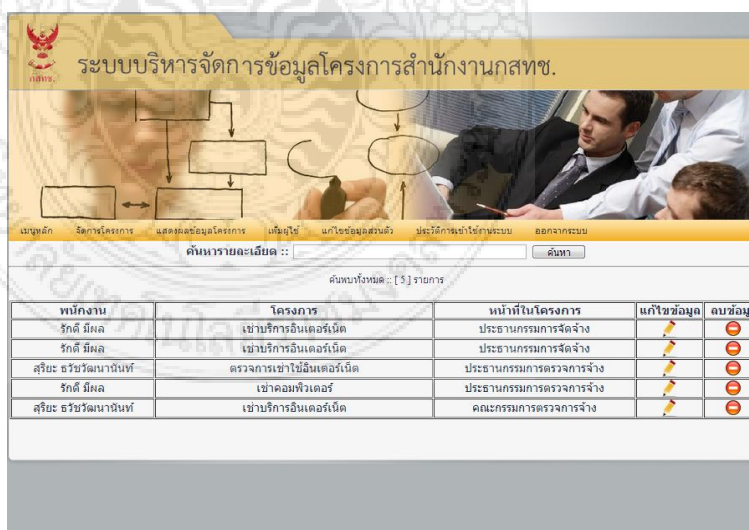 กสทช.
ระบบบริหารจัดการข้อมูลโครงการสำนักงานกสทช.
เมนูหลัก จัดการโครงการ แสดงผลข้อมูลโครงการ เพิ่มผู้ใช้ แก้ไขข้อมูลส่วนตัว ประวัติการเข้าใช้งานระบบ ออกจากระบบ
ค้นหารายละเอียด :: ค้นหา
ค้นพบทั้งหมด :: [ 5 ] รายการ
พนักงาน โครงการ หน้าที่ในโครงการ แก้ไขข้อมูล ลบข้อมู
รักดี มีผล เช่าบริการอินเตอร์เน็ต ประธานกรรมการจัดจ้าง
รักดี มีผล เช่าบริการอินเตอร์เน็ต ประธานกรรมการจัดจ้าง
สุริยะ ธวัชวัฒนานันท์ ตรวจการเช่าใช้อินเตอร์เน็ต ประธานกรรมการตรวจการจ้าง
รักดี มีผล เช่าคอมพิวเตอร์ ประธานกรรมการตรวจการจ้าง
สุริยะ ธวัชวัฒนานันท์ เช่าบริการอินเตอร์เน็ต คณะกรรมการตรวจการจ้าง